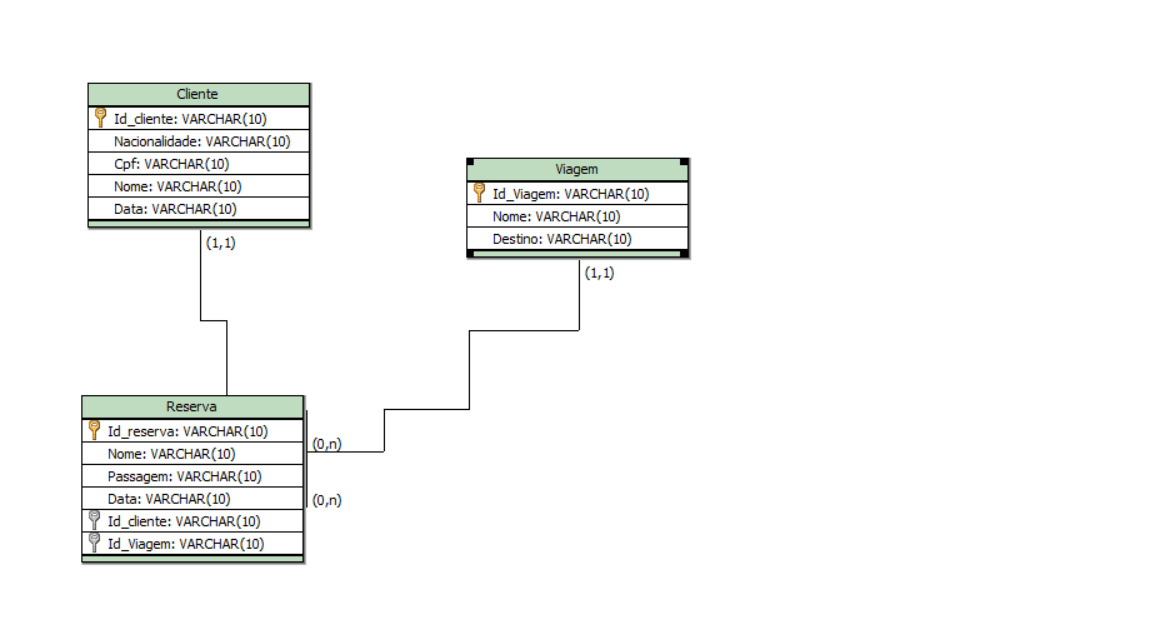 Cliente
Id_cliente: VARCHAR(10)
Nacionalidade: VARCHAR(10)
Cpf: VARCHAR(10)
Nome: VARCHAR(10)
Data: VARCHAR(10)
(1,1)
Viagem
Id_Viagem: VARCHAR(10)
Nome: VARCHAR(10)
Destino: VARCHAR(10)
(1,1)
Reserva
Id_reserva: VARCHAR(10)
Nome: VARCHAR(10)
Passagem: VARCHAR(10)
Data: VARCHAR(10)
Id_cliente: VARCHAR(10)
Id_Viagem: VARCHAR(10)
(0,n)
(0,n)